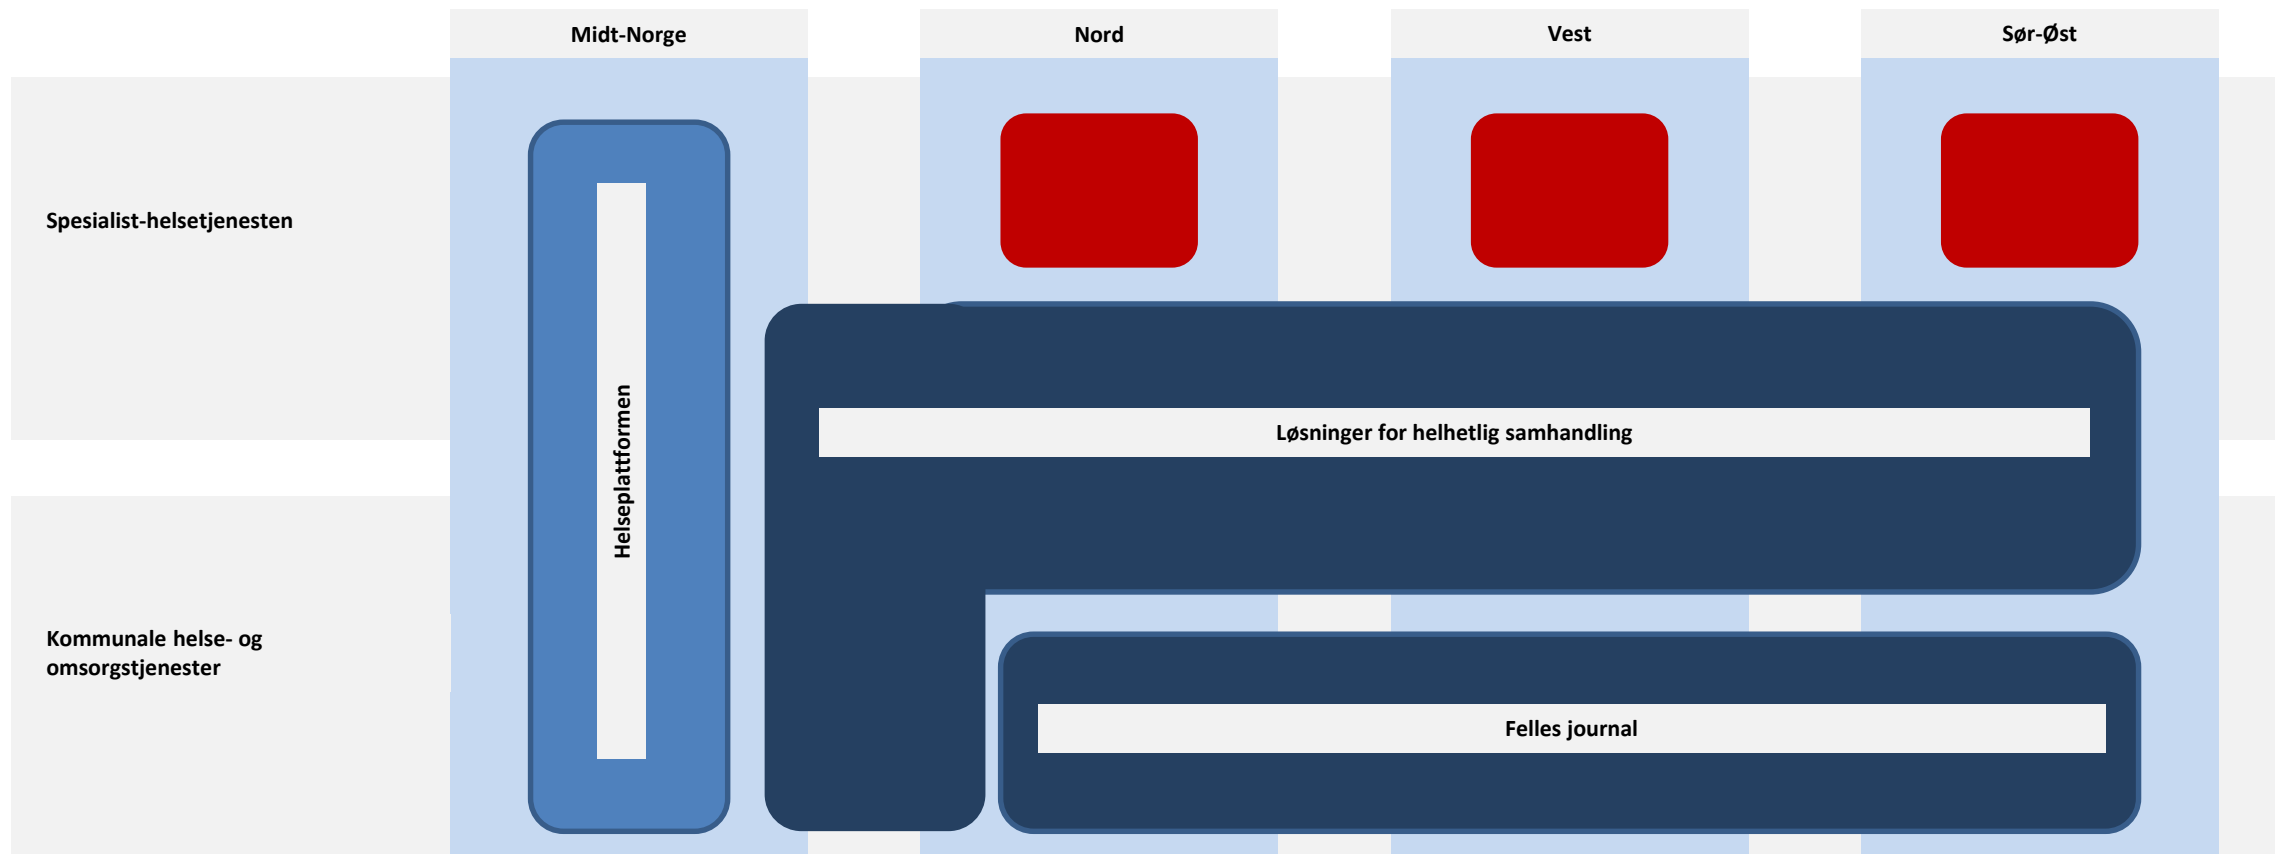 Midt-Norge
Nord
Vest
Sør-Øst
Spesialist-helsetjenesten
Helseplattformen
Løsninger for helhetlig samhandling
Kommunale helse- og
omsorgstjenester
Felles journal